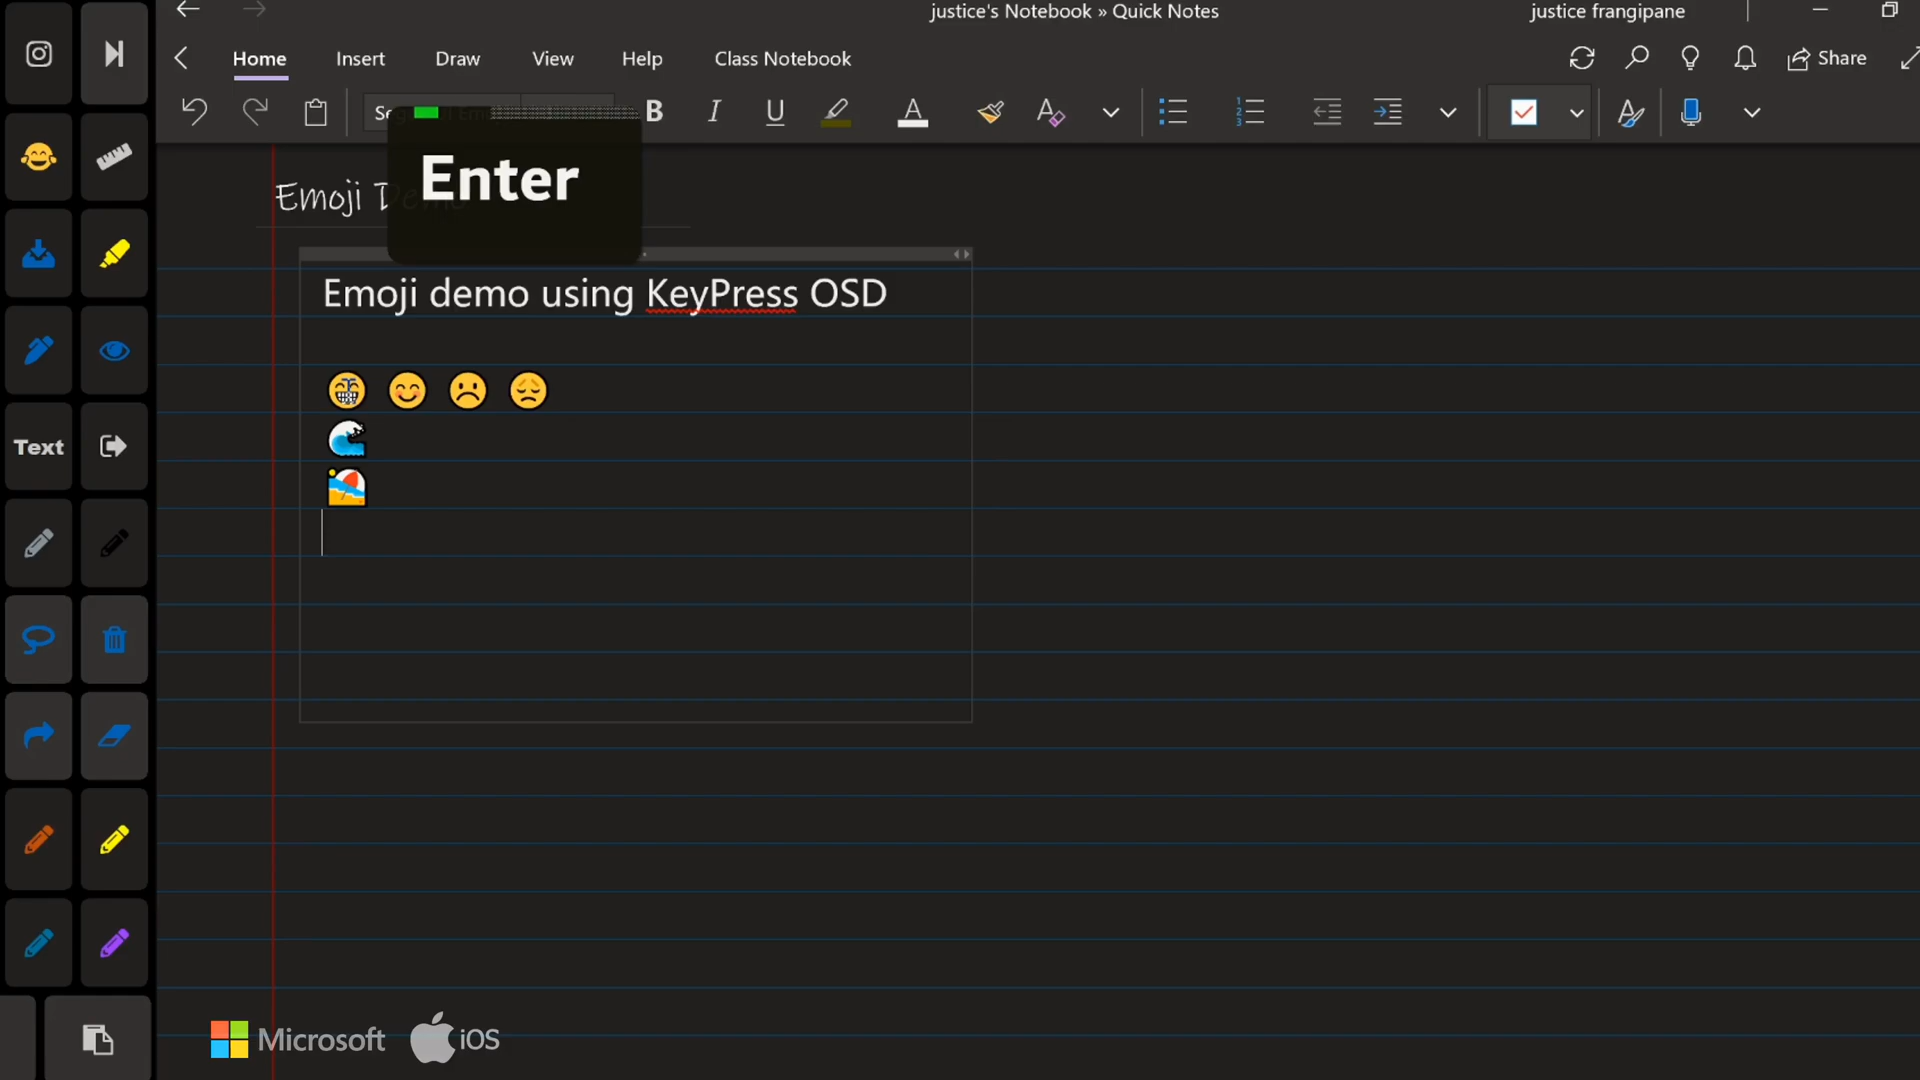 justice's Notebook » Quick Notes
justice frangipane
Home Insert Draw View Help Class Notebook
Share
B I U A A
Enter
Emoji D
Emoji demo using KeyPress OSD
Text
Microsoft iOS